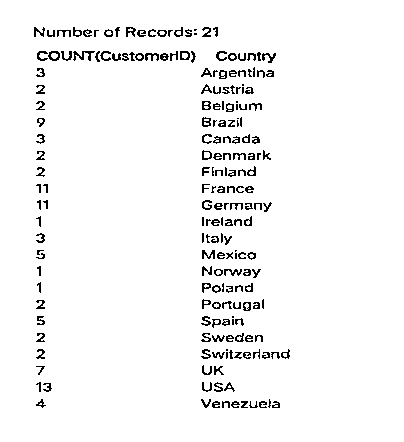 Number of Records: 21
COUNT(CustomerID) Country
3 Argentina
2 Austria
2 Belgium
9 Brazil
3 Canada
2 Denmark
2 Finland
11 France
11 Germany
1 Ireland
3 Italy
5 Mexico
1 Norway
1 Poland
2 Portugal
5 Spain
2 Sweden
2 Switzerland
7 UK
13 USA
4 Venezuela